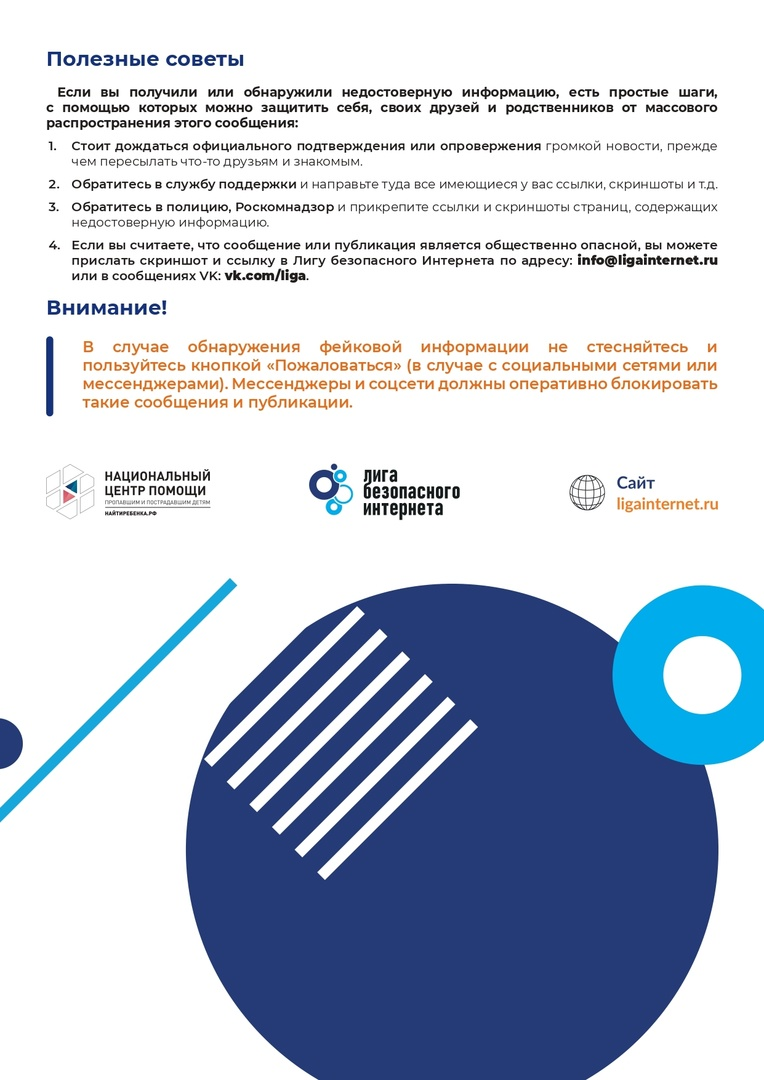 Полезные советы
Если вы получили или обнаружили недостоверную информацию, есть простые шаги,
с помощью которых можно защитить себя, своих друзей и родственников от массового
распространения этого сообщения:
1. Стоит дождаться официального подтверждения или опровержения громкой новости, прежде
чем пересылать что-то друзьям и знакомым.
2. Обратитесь в службу поддержки и направьте туда все имеющиеся у вас ссылки, скриншоты и т.д.
3. Обратитесь в полицию, Роскомнадзор и прикрепите ссылки и скриншоты страниц, содержащих
недостоверную информацию.
4. Если вы считаете, что сообщение или публикация является общественно опасной, вы можете
прислать скриншот и ссылку в Лигу безопасного Интернета по адресу: info@ligainternet.ru
или в сообщениях VK: vk.com/liga.
Внимание!
В случае обнаружения фейковой информации не стесняйтесь и
пользуйтесь кнопкой «Пожаловаться» (в случае с социальными сетями или
мессенджерами). Мессенджеры и соцсети должны оперативно блокировать
такие сообщения и публикации.
НАЦИОНАЛЬНЫЙ
ЦЕНТР ПОМОЩИ
ПРОПАВШИМ И ПОСТРАДАВШИМ ДЕТЯМ
НАЙТИРЕБЕНКА.РФ
лига
безопасного
интернета
Сайт
ligainternet.ru